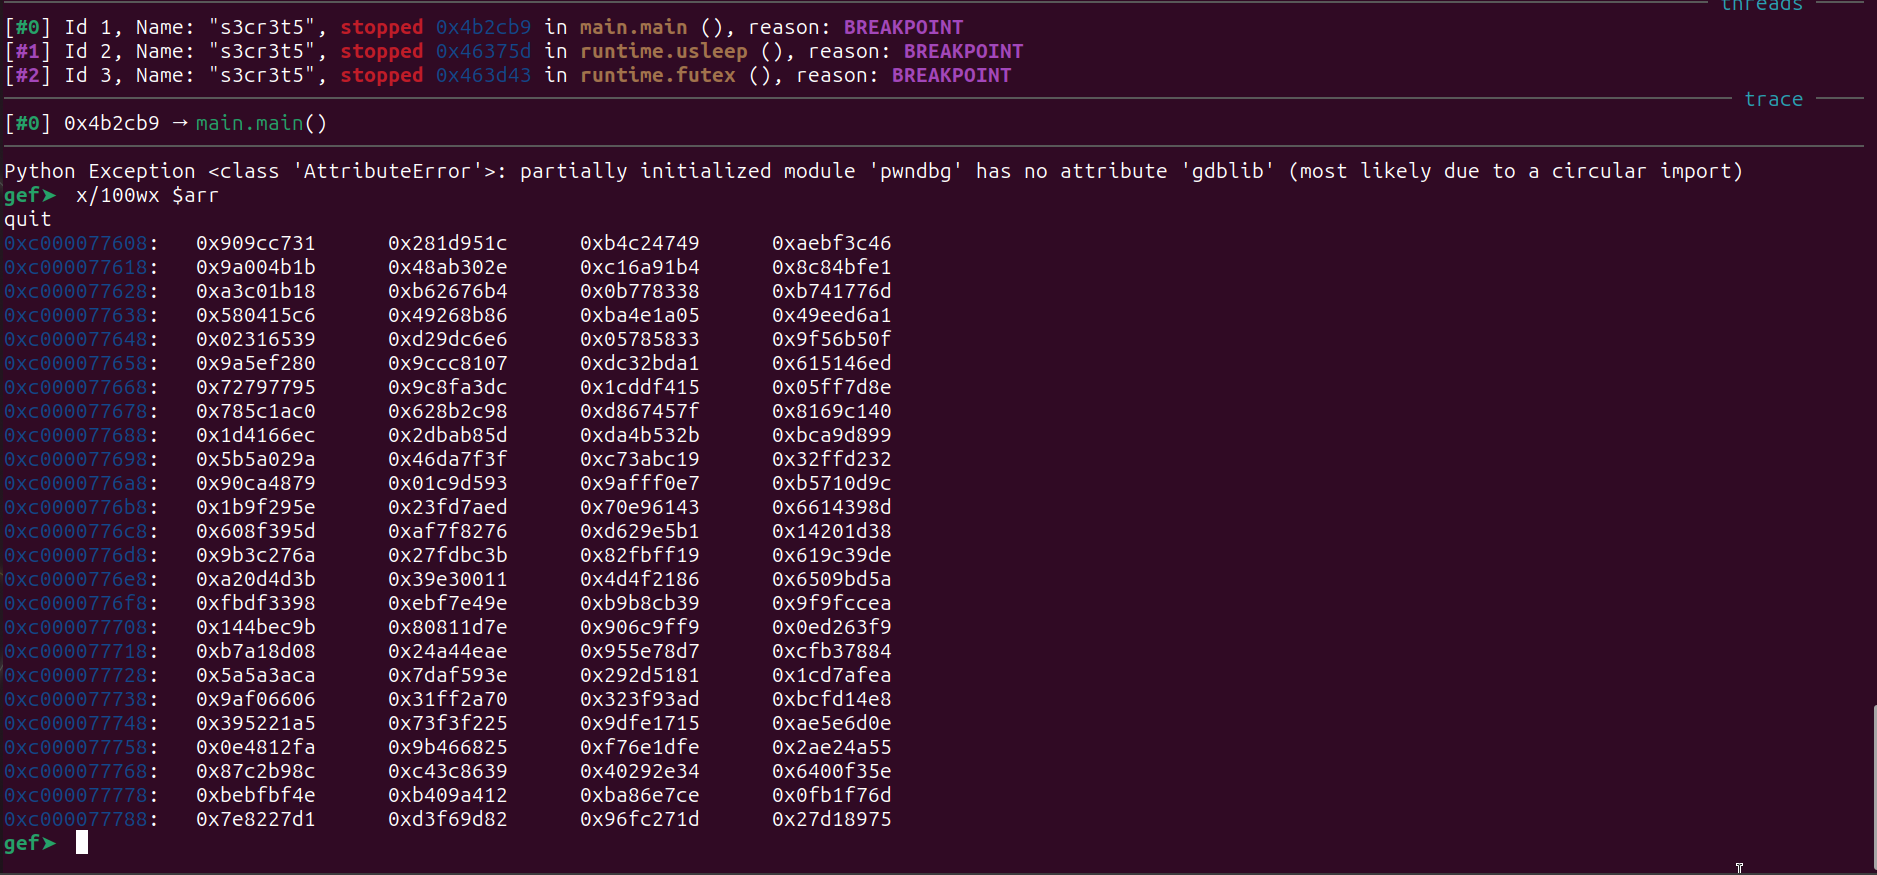 threads
[#0] Id 1, Name: "s3cr3t5", stopped 0x4b2cb9 in main.main (), reason: BREAKPOINT
[#1] Id 2, Name: "s3cr3t5", stopped 0x46375d in runtime.usleep (), reason: BREAKPOINT
[#2] Id 3, Name: "s3cr3t5", stopped 0x463d43 in runtime.futex (), reason: BREAKPOINT
trace
[#0] 0x4b2cb9 → main.main()
Python Exception <class 'AttributeError'>: partially initialized module 'pwndbg' has no attribute 'gdblib' (most likely due to a circular import)
gef➤ x/100wx $arr
quit
0xc000077608: 0x909cc731 0x281d951c 0xb4c24749 0xaebf3c46
0xc000077618: 0x9a004b1b 0x48ab302e 0xc16a91b4 0x8c84bfe1
0xc000077628: 0xa3c01b18 0xb62676b4 0x0b778338 0xb741776d
0xc000077638: 0x580415c6 0x49268b86 0xba4e1a05 0x49eed6a1
0xc000077648: 0x02316539 0xd29dc6e6 0x05785833 0x9f56b50f
0xc000077658: 0x9a5ef280 0x9ccc8107 0xdc32bda1 0x615146ed
0xc000077668: 0x72797795 0x9c8fa3dc 0x1cddf415 0x05ff7d8e
0xc000077678: 0x785c1ac0 0x628b2c98 0xd867457f 0x8169c140
0xc000077688: 0x1d4166ec 0x2dbab85d 0xda4b532b 0xbca9d899
0xc000077698: 0x5b5a029a 0x46da7f3f 0xc73abc19 0x32ffd232
0xc0000776a8: 0x90ca4879 0x01c9d593 0x9afff0e7 0xb5710d9c
0xc0000776b8: 0x1b9f295e 0x23fd7aed 0x70e96143 0x6614398d
0xc0000776c8: 0x608f395d 0xaf7f8276 0xd629e5b1 0x14201d38
0xc0000776d8: 0x9b3c276a 0x27fdbc3b 0x82fbff19 0x619c39de
0xc0000776e8: 0xa20d4d3b 0x39e30011 0x4d4f2186 0x6509bd5a
0xc0000776f8: 0xfbdf3398 0xebf7e49e 0xb9b8cb39 0x9f9fccea
0xc000077708: 0x144bec9b 0x80811d7e 0x906c9ff9 0x0ed263f9
0xc000077718: 0xb7a18d08 0x24a44eae 0x955e78d7 0xcfb37884
0xc000077728: 0x5a5a3aca 0x7daf593e 0x292d5181 0x1cd7afea
0xc000077738: 0x9af06606 0x31ff2a70 0x323f93ad 0xbcfd14e8
0xc000077748: 0x395221a5 0x73f3f225 0x9dfe1715 0xae5e6d0e
0xc000077758: 0x0e4812fa 0x9b466825 0xf76e1dfe 0x2ae24a55
0xc000077768: 0x87c2b98c 0xc43c8639 0x40292e34 0x6400f35e
0xc000077778: 0xbebfbf4e 0xb409a412 0xba86e7ce 0x0fb1f76d
0xc000077788: 0x7e8227d1 0xd3f69d82 0x96fc271d 0x27d18975
gef➤